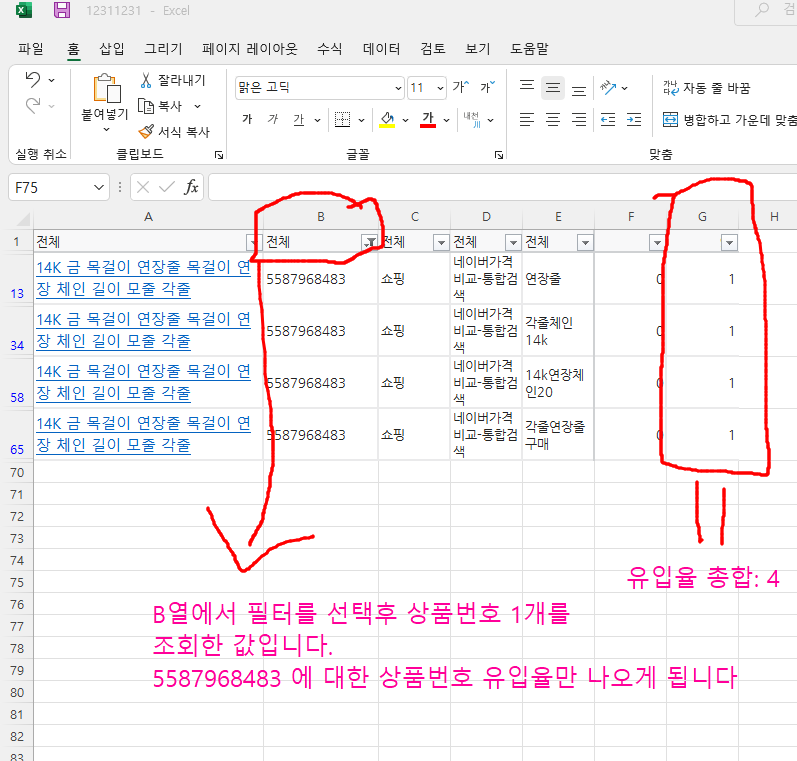 12311231 - Excel
검
파일 홈 삽입 그리기 페이지 레이아웃 수식 데이터 검토 보기 도움말
잘라내기
맑은 고딕 11 가 가
자동 줄 바꿈
붙여넣기
복사
서식 복사
가 가 가 가 내천
병합하고 가운데 맞춤
실행 취소 클립보드 글꼴 맞춤
F75 fx
A B C D E F G H
1 전체 전체 전체 전체 전체
13 14K 금 목걸이 연장줄 목걸이 연장 체인 길이 모줄 각줄 5587968483 쇼핑 네이버가격비교-통합검색 연장줄 0 1
34 14K 금 목걸이 연장줄 목걸이 연장 체인 길이 모줄 각줄 5587968483 쇼핑 네이버가격비교-통합검색 각줄체인14k 0 1
58 14K 금 목걸이 연장줄 목걸이 연장 체인 길이 모줄 각줄 5587968483 쇼핑 네이버가격비교-통합검색 14k연장체인20 0 1
65 14K 금 목걸이 연장줄 목걸이 연장 체인 길이 모줄 각줄 5587968483 쇼핑 네이버가격비교-통합검색 각줄연장줄구매 0 1
70
71
72
73
74
유입율 총합: 4
75
76
B열에서 필터를 선택후 상품번호 1개를
77
78
조회한 값입니다.
79
5587968483 에 대한 상품번호 유입율만 나오게 됩니다
80
81
82
83